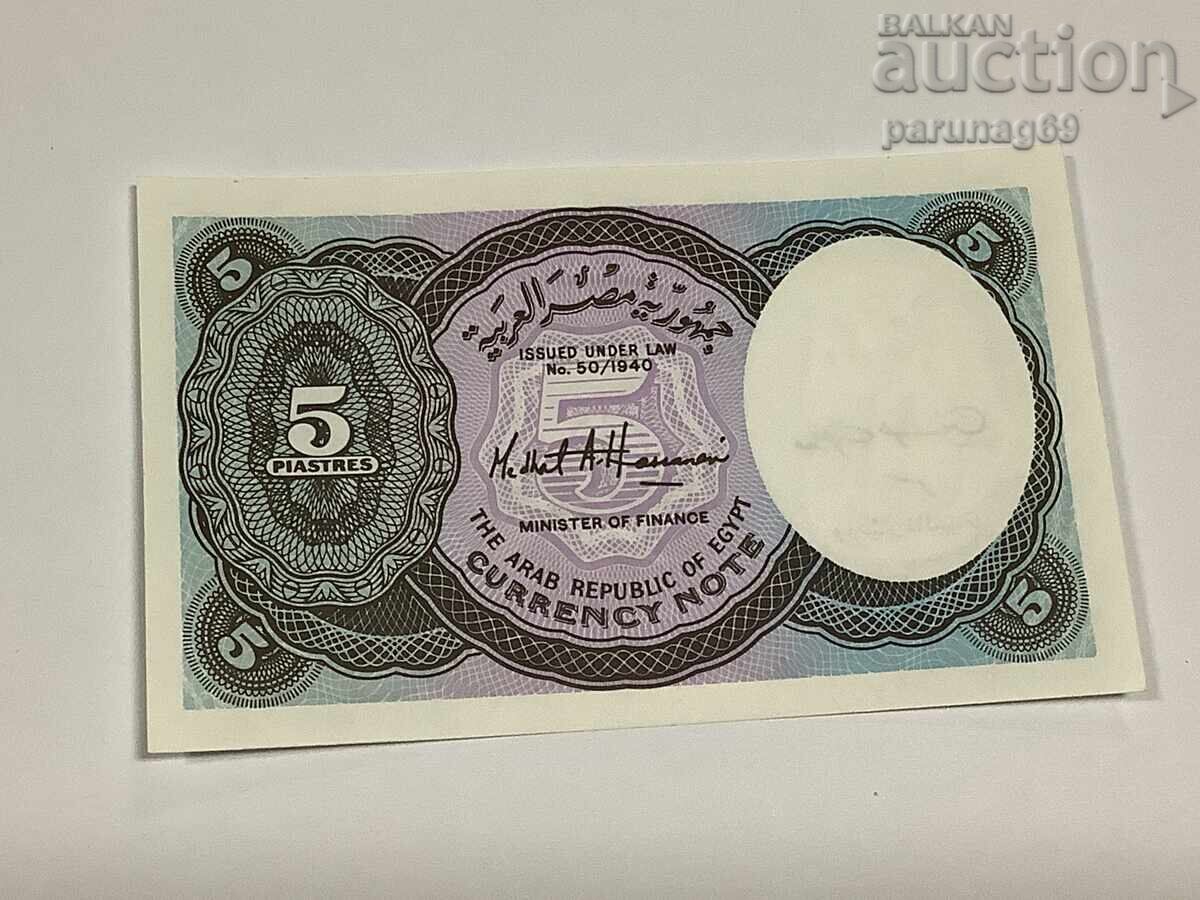 BALKAN
auction
parunag69
5
5
جمهورية مصر العربية
ISSUED UNDER LAW
No. 50/1940
5
PIASTRES
5
Medhat A. Hassanein
MINISTER OF FINANCE
THE ARAB REPUBLIC OF EGYPT
CURRENCY NOTE
5
5